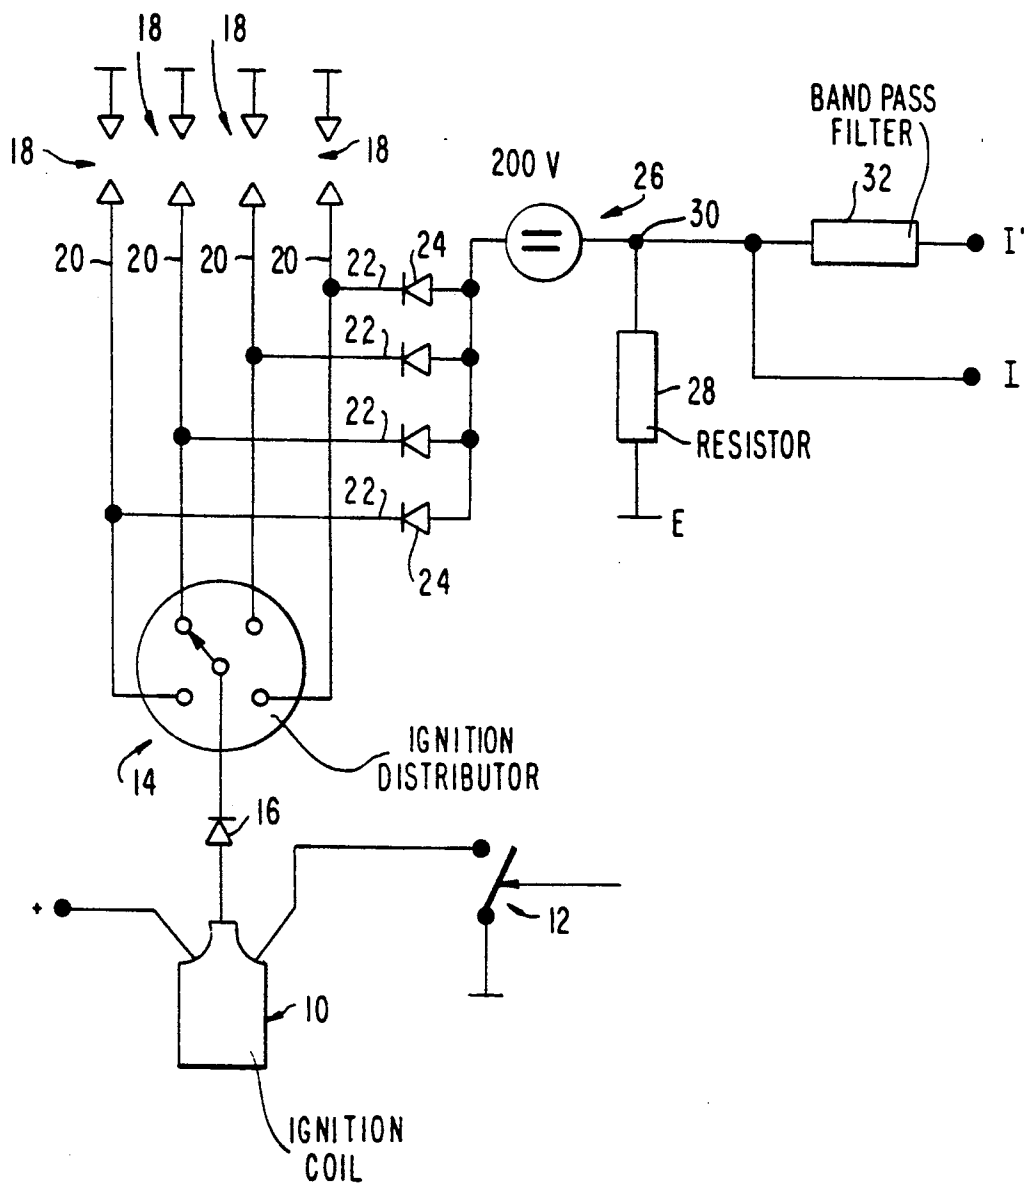 18 18
BAND PASS
FILTER
18 18
200 V
26
32
30
I'
20 20 20 20
22 24
22
I
28
22
RESISTOR
22
E
24
IGNITION
DISTRIBUTOR
14
16
+
12
10
IGNITION
COIL